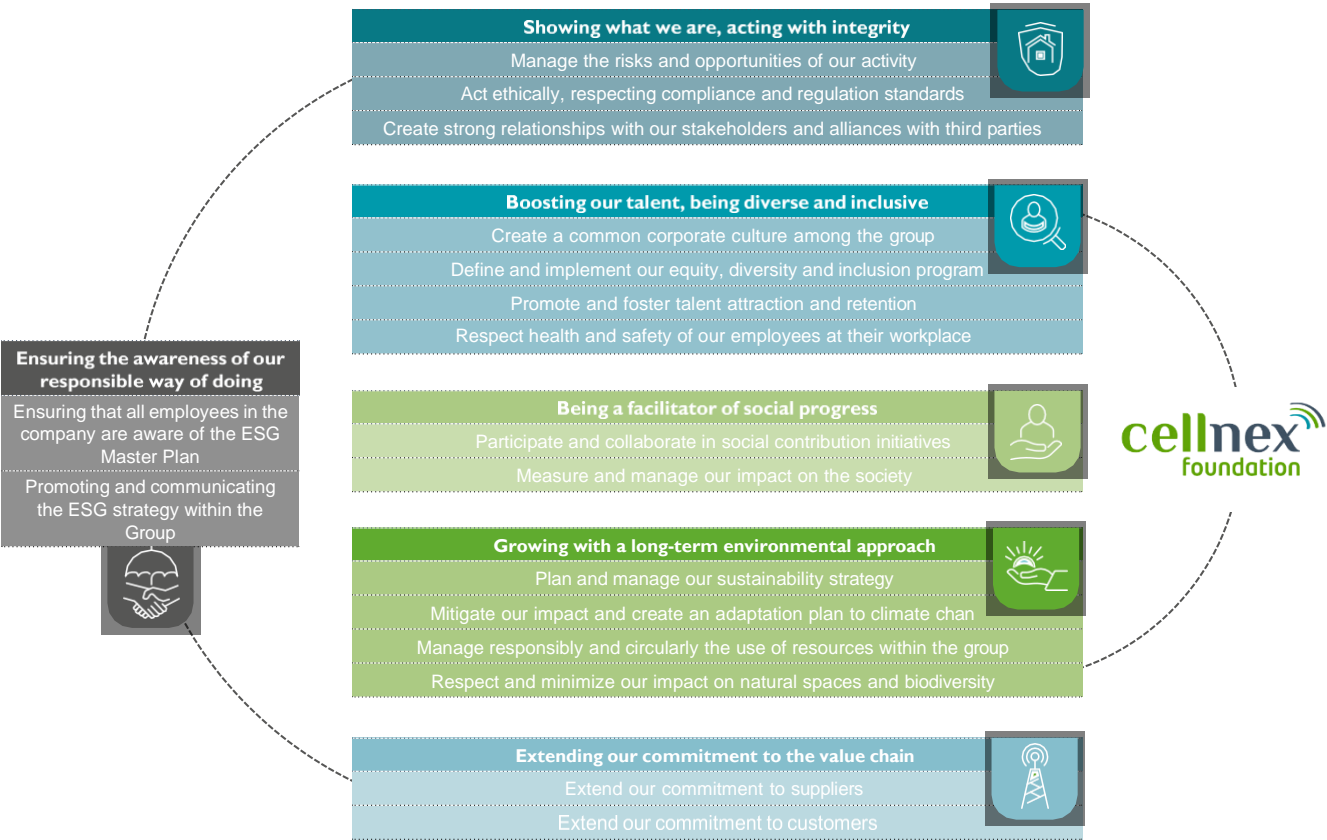 Showing what we are, acting with integrity
Manage the risks and opportunities of our activity
Act ethically, respecting compliance and regulation standards
Create strong relationships with our stakeholders and alliances with third parties
Boosting our talent, being diverse and inclusive
Create a common corporate culture among the group
Define and implement our equity, diversity and inclusion program
Promote and foster talent attraction and retention
Respect health and safety of our employees at their workplace
Ensuring the awareness of our
responsible way of doing
Ensuring that all employees in the
company are aware of the ESG
Master Plan
Promoting and communicating
the ESG strategy within the
Group
Being a facilitator of social progress
Participate and collaborate in social contribution initiatives
Measure and manage our impact on the society
cellnex
foundation
Growing with a long-term environmental approach
Plan and manage our sustainability strategy
Mitigate our impact and create an adaptation plan to climate chan
Manage responsibly and circularly the use of resources within the group
Respect and minimize our impact on natural spaces and biodiversity
Extending our commitment to the value chain
Extend our commitment to suppliers
Extend our commitment to customers